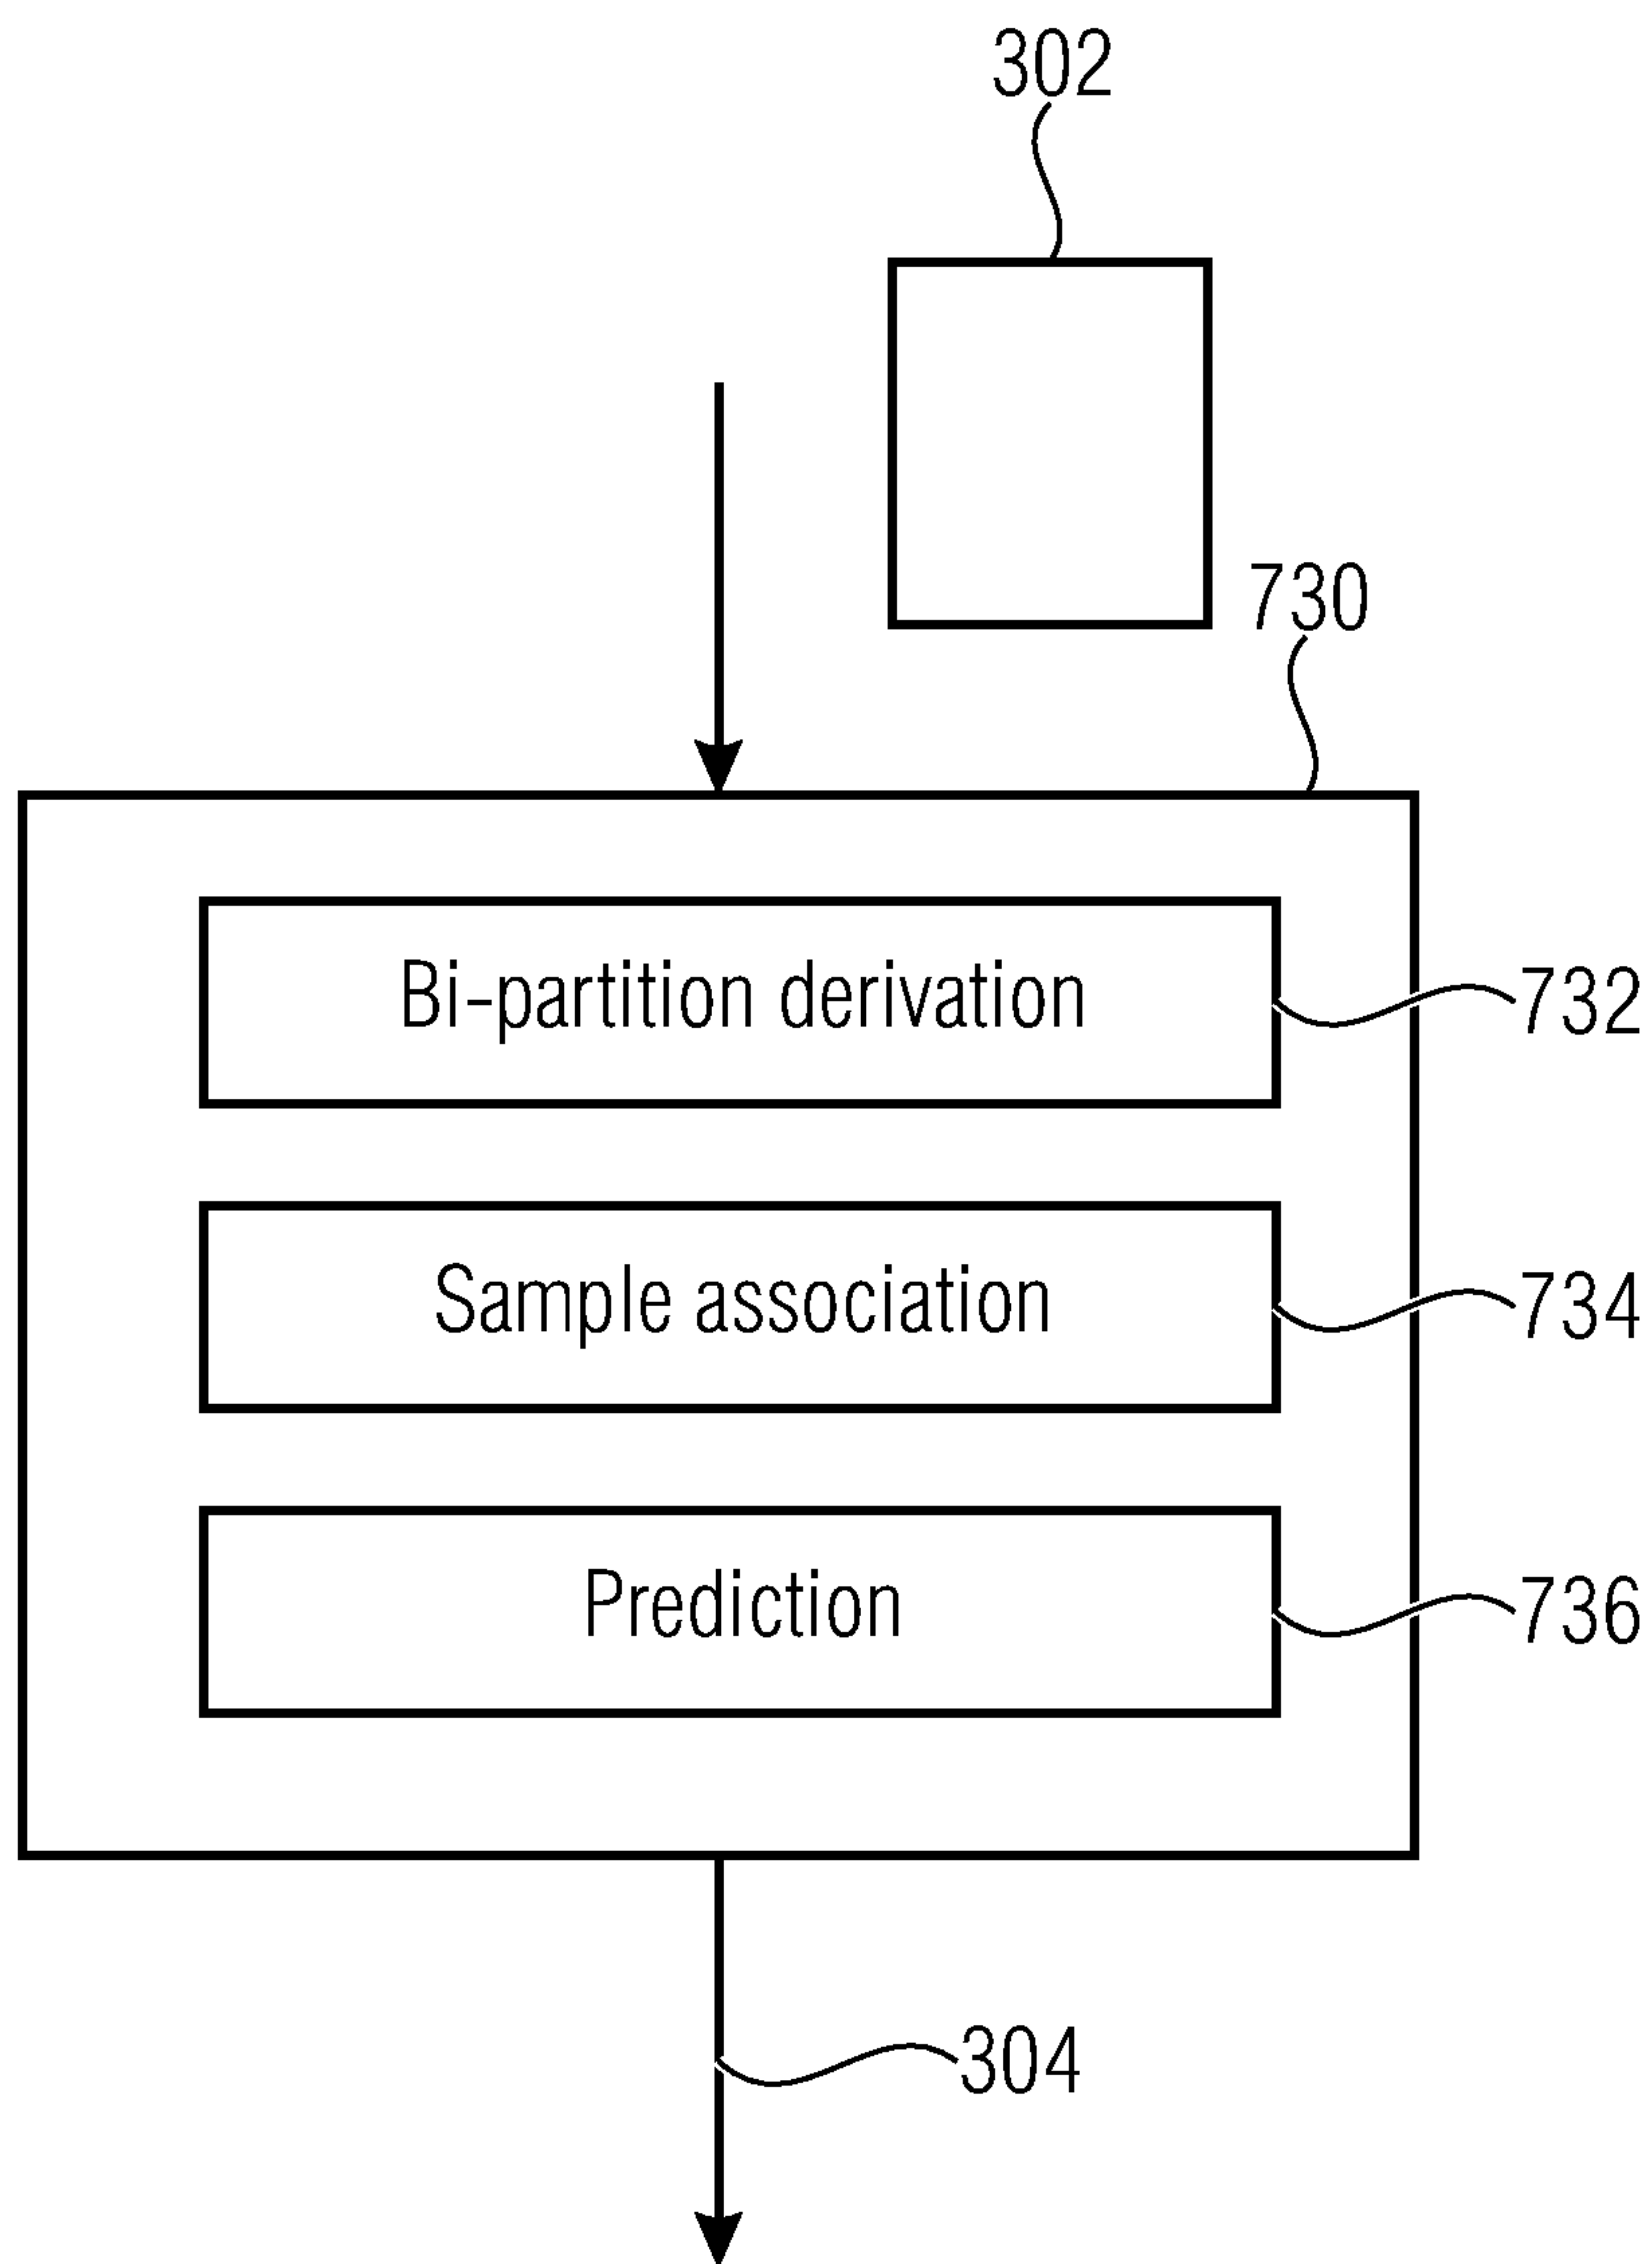 302
730
Bi-partition derivation
732
Sample association
734
Prediction
736
304